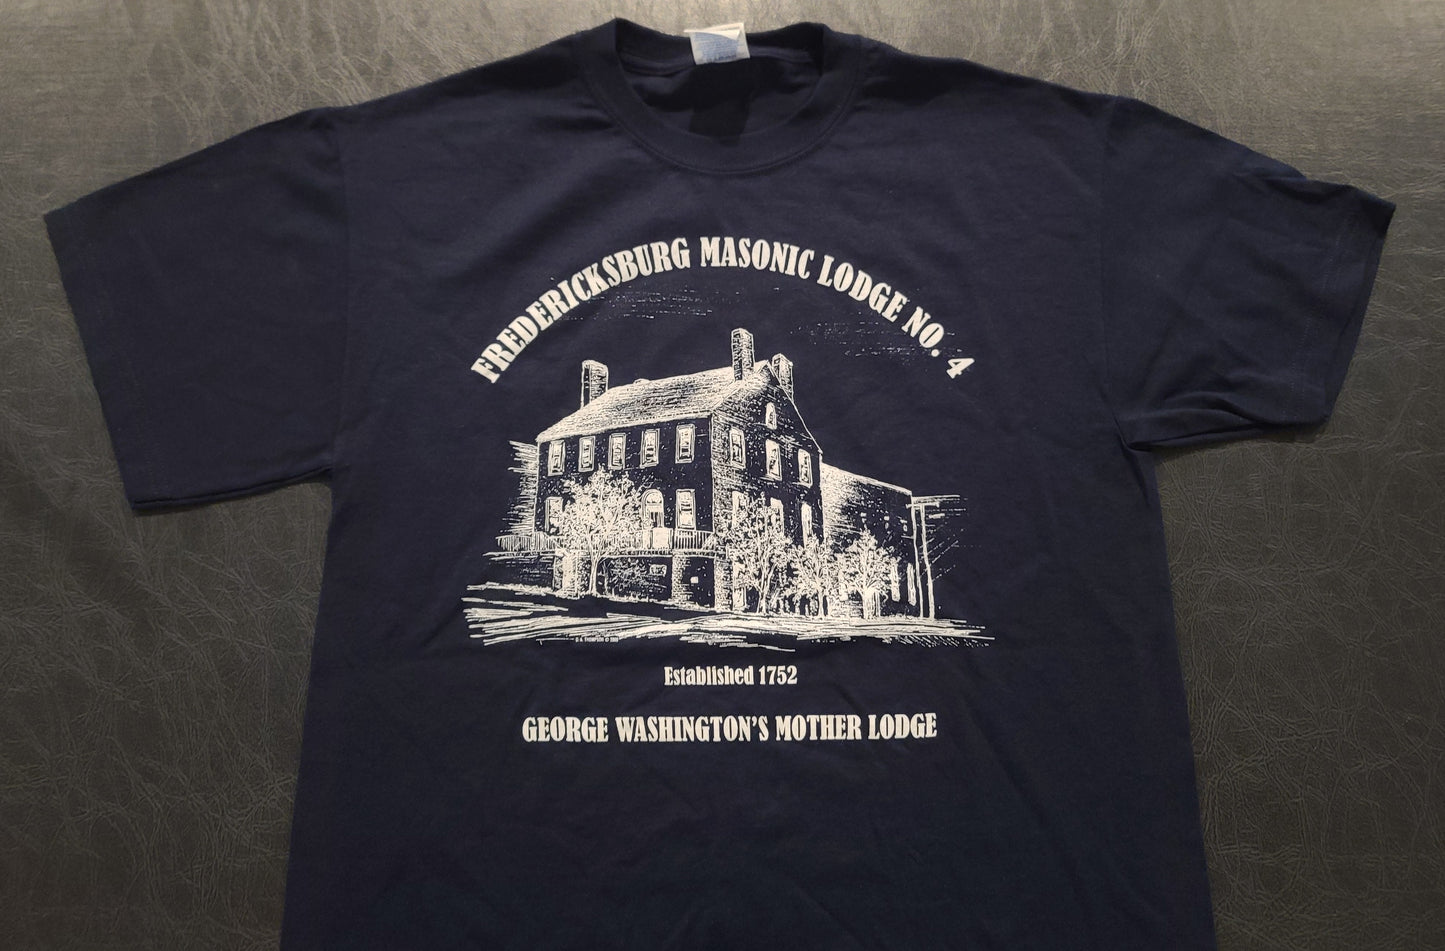 FREDERICKSBURG MASONIC LODGE NO. 4
Established 1752
GEORGE WASHINGTON'S MOTHER LODGE